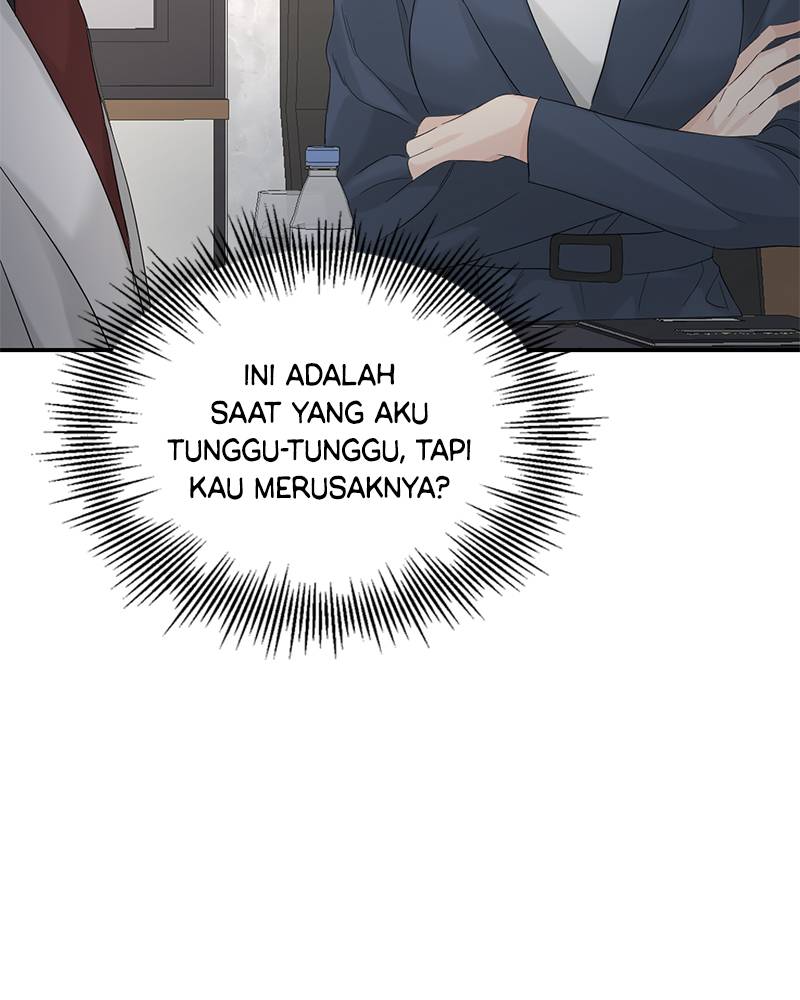 INI ADALAH
SAAT YANG AKU
TUNGGU-TUNGGU, TAPI
KAU MERUSAKNYA?